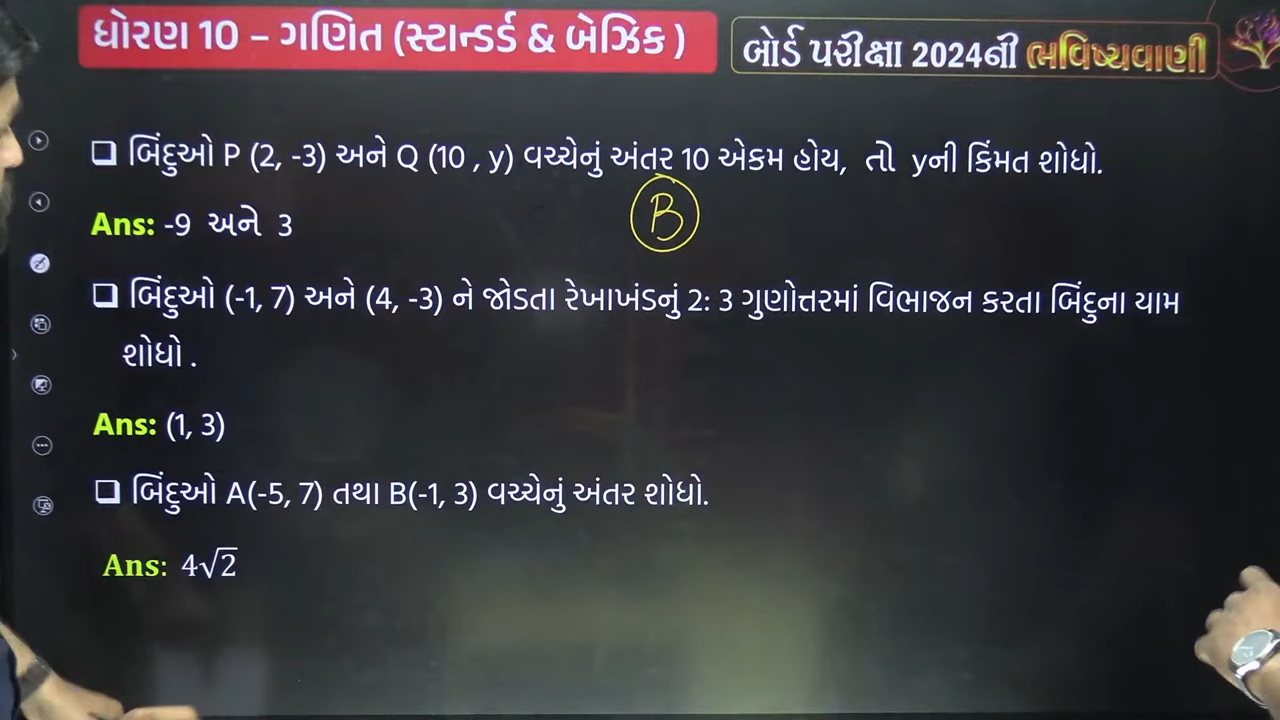 ધોરણ 10 – ગણિત (સ્ટાન્ડર્ડ & બેઝિક )
બોર્ડ પરીક્ષા 2024ની ભવિષ્યવાણી
❑ બિંદુઓ P (2, -3) અને Q (10 , y) વચ્ચેનું અંતર 10 એકમ હોય, તો yની કિંમત શોધો.
Ans: -9 અને 3
B
❑ બિંદુઓ (-1, 7) અને (4, -3) ને જોડતા રેખાખંડનું 2: 3 ગુણોત્તરમાં વિભાજન કરતા બિંદુના યામ
શોધો .
Ans: (1, 3)
❑ બિંદુઓ A(-5, 7) તથા B(-1, 3) વચ્ચેનું અંતર શોધો.
Ans: 4√2